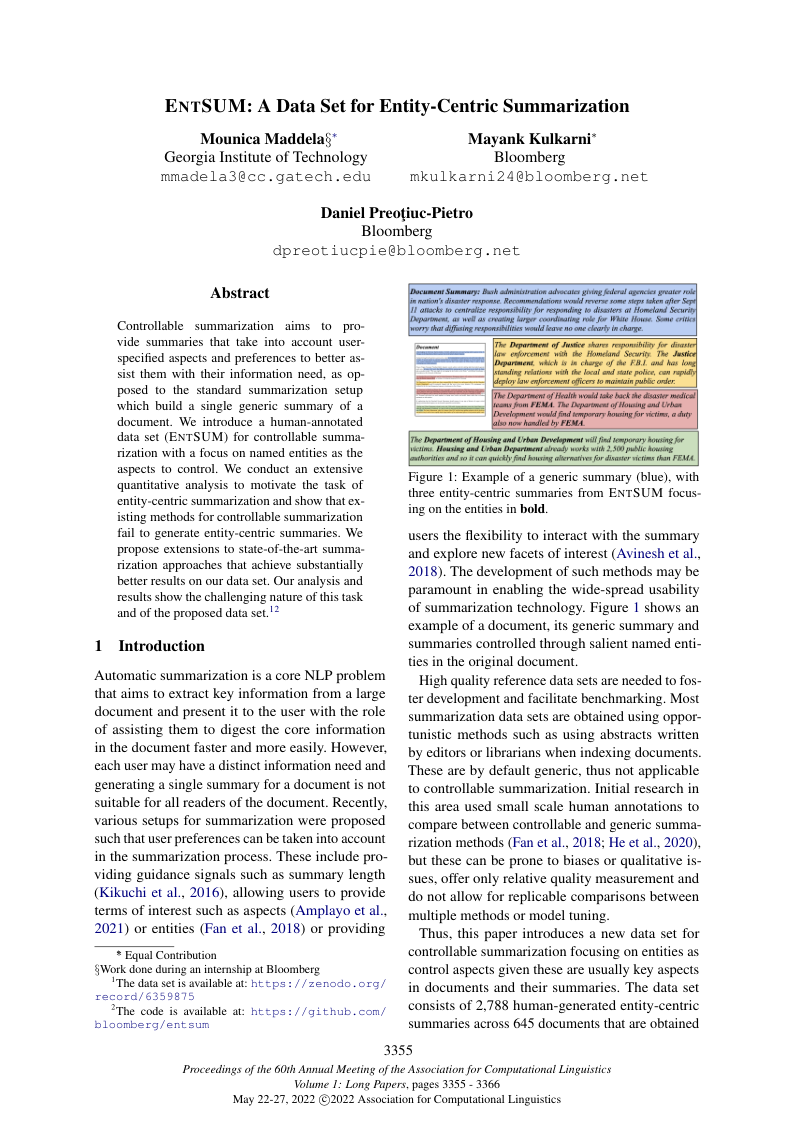 ENTSUM: A Data Set for Entity-Centric Summarization
Mounica Maddela§*
Georgia Institute of Technology
mmadela3@cc.gatech.edu
Mayank Kulkarni*
Bloomberg
mkulkarni24@bloomberg.net
Daniel Preoţiuc-Pietro
Bloomberg
dpreotiucpie@bloomberg.net
Abstract
Controllable summarization aims to pro-
vide summaries that take into account user-
specified aspects and preferences to better as-
sist them with their information need, as op-
posed to the standard summarization setup
which build a single generic summary of a
document. We introduce a human-annotated
data set (ENTSUM) for controllable summa-
rization with a focus on named entities as the
aspects to control. We conduct an extensive
quantitative analysis to motivate the task of
entity-centric summarization and show that ex-
isting methods for controllable summarization
fail to generate entity-centric summaries. We
propose extensions to state-of-the-art summa-
rization approaches that achieve substantially
better results on our data set. Our analysis and
results show the challenging nature of this task
and of the proposed data set.12
1 Introduction
Automatic summarization is a core NLP problem
that aims to extract key information from a large
document and present it to the user with the role
of assisting them to digest the core information
in the document faster and more easily. However,
each user may have a distinct information need and
generating a single summary for a document is not
suitable for all readers of the document. Recently,
various setups for summarization were proposed
such that user preferences can be taken into account
in the summarization process. These include pro-
viding guidance signals such as summary length
(Kikuchi et al., 2016), allowing users to provide
terms of interest such as aspects (Amplayo et al.,
2021) or entities (Fan et al., 2018) or providing
* Equal Contribution
§Work done during an internship at Bloomberg
1The data set is available at: https://zenodo.org/
record/6359875
2The code is available at: https://github.com/
bloomberg/entsum
Document Summary: Bush administration advocates giving federal agencies greater role
in nation's disaster response. Recommendations would reverse some steps taken after Sept
11 attacks to centralize responsibility for responding to disasters at Homeland Security
Department, as well as creating larger coordinating role for White House. Some critics
worry that diffusing responsibilities would leave no one clearly in charge.
Document
The Department of Justice shares responsibility for disaster
law enforcement with the Homeland Security. The Justice
Department, which is in charge of the F.B.I. and has long
standing relations with the local and state police, can rapidly
deploy law enforcement officers to maintain public order.
The Department of Health would take back the disaster medical
teams from FEMA. The Department of Housing and Urban
Development would find temporary housing for victims, a duty
also now handled by FEMA.
The Department of Housing and Urban Development will find temporary housing for
victims. Housing and Urban Department already works with 2,500 public housing
authorities and so it can quickly find housing alternatives for disaster victims than FEMA.
Figure 1: Example of a generic summary (blue), with
three entity-centric summaries from ENTSUM focus-
ing on the entities in bold.
users the flexibility to interact with the summary
and explore new facets of interest (Avinesh et al.,
2018). The development of such methods may be
paramount in enabling the wide-spread usability
of summarization technology. Figure 1 shows an
example of a document, its generic summary and
summaries controlled through salient named enti-
ties in the original document.
High quality reference data sets are needed to fos-
ter development and facilitate benchmarking. Most
summarization data sets are obtained using oppor-
tunistic methods such as using abstracts written
by editors or librarians when indexing documents.
These are by default generic, thus not applicable
to controllable summarization. Initial research in
this area used small scale human annotations to
compare between controllable and generic summa-
rization methods (Fan et al., 2018; He et al., 2020),
but these can be prone to biases or qualitative is-
sues, offer only relative quality measurement and
do not allow for replicable comparisons between
multiple methods or model tuning.
Thus, this paper introduces a new data set for
controllable summarization focusing on entities as
control aspects given these are usually key aspects
in documents and their summaries. The data set
consists of 2,788 human-generated entity-centric
summaries across 645 documents that are obtained
3355
Proceedings of the 60th Annual Meeting of the Association for Computational Linguistics
Volume 1: Long Papers, pages 3355 - 3366
May 22-27, 2022 ©2022 Association for Computational Linguistics